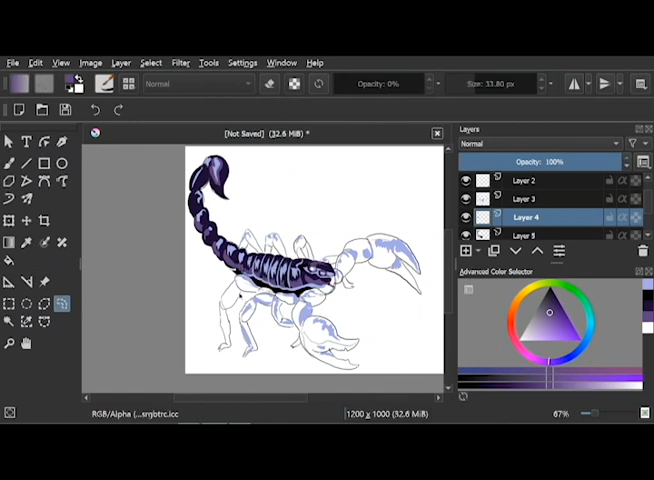 File Edit View Image Layer Select Filter Tools Settings Window Help
Normal Opacity: 0% Size: 33.80 px
[Not Saved] (32.6 MiB) *
Layers
Normal
Opacity: 100%
Layer 2
Layer 3
Layer 4
Layer 5
Advanced Color Selector
RGB/Alpha (...srgbtrc.icc 1200 x 1000 (32.6 MiB) 67%